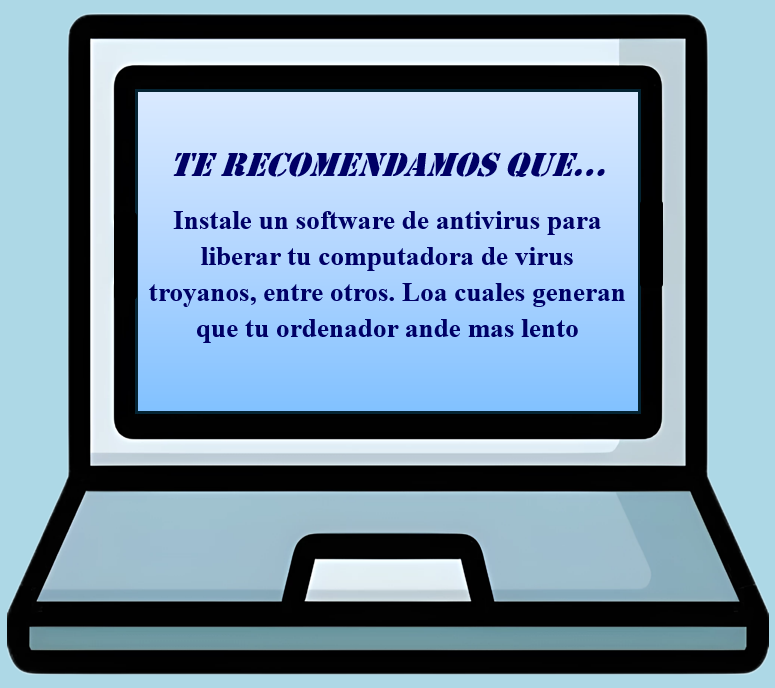 TE RECOMENDAMOS QUE...
Instale un software de antivirus para
liberar tu computadora de virus
troyanos, entre otros. Loa cuales generan
que tu ordenador ande mas lento